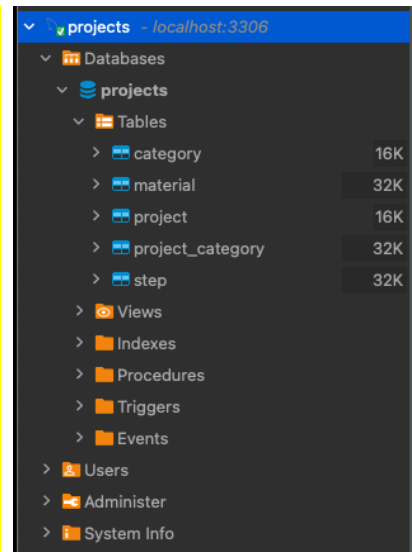 projects - localhost:3306
Databases
projects
Tables
category 16K
material 32K
project 16K
project_category 32K
step 32K
Views
Indexes
Procedures
Triggers
Events
Users
Administer
System Info